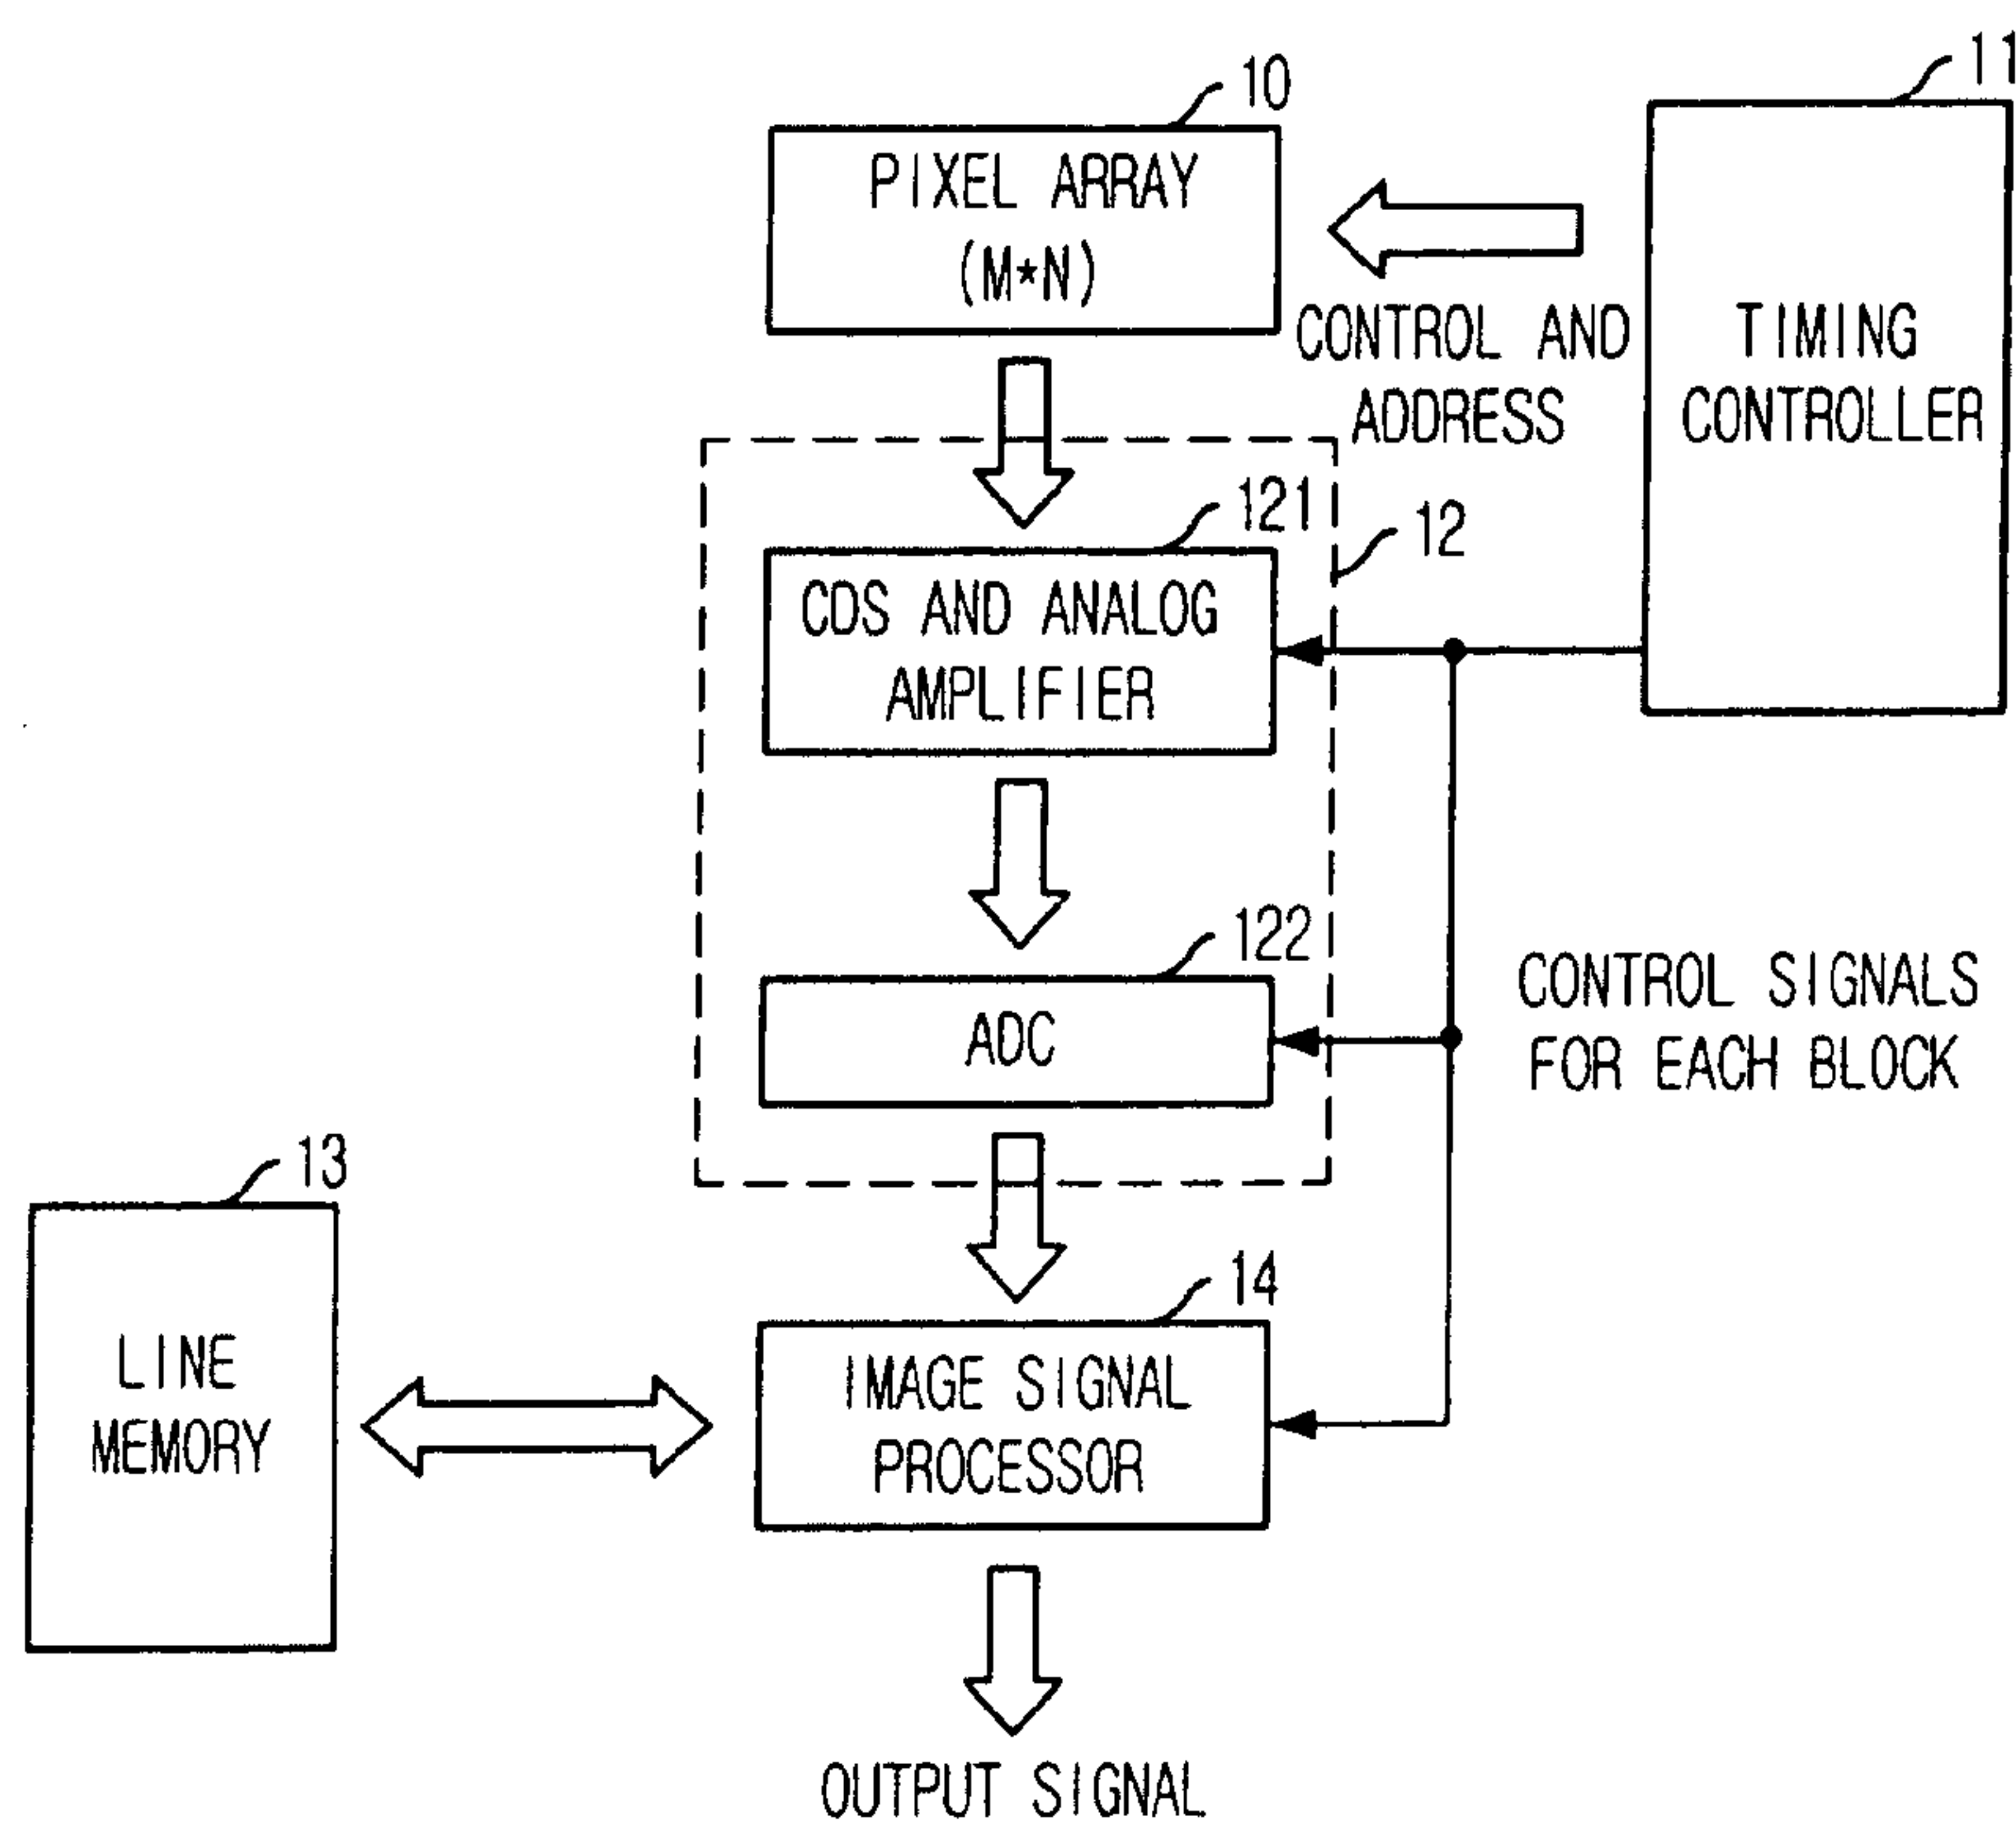 10
11
PIXEL ARRAY
(M*N)
CONTROL AND
ADDRESS
TIMING
CONTROLLER
121
12
CDS AND ANALOG
AMPLIFIER
122
ADC
CONTROL SIGNALS
FOR EACH BLOCK
13
14
LINE
MEMORY
IMAGE SIGNAL
PROCESSOR
OUTPUT SIGNAL